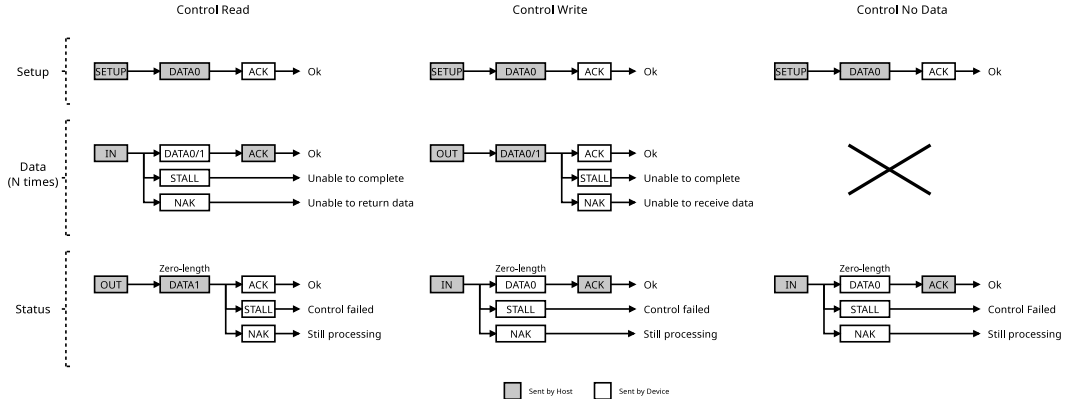 Control Read
Control Write
Control No Data
Setup
SETUP DATA0 ACK Ok
SETUP DATA0 ACK Ok
SETUP DATA0 ACK Ok
Data
(N times)
IN DATA0/1 ACK Ok
STALL Unable to complete
NAK Unable to return data
OUT DATA0/1 ACK Ok
STALL Unable to complete
NAK Unable to receive data
Status
Zero-length
OUT DATA1 ACK Ok
STALL Control failed
NAK Still processing
Zero-length
IN DATA0 ACK Ok
STALL Control failed
NAK Still processing
Zero-length
IN DATA0 ACK Ok
STALL Control Failed
NAK Still processing
Sent by Host
Sent by Device